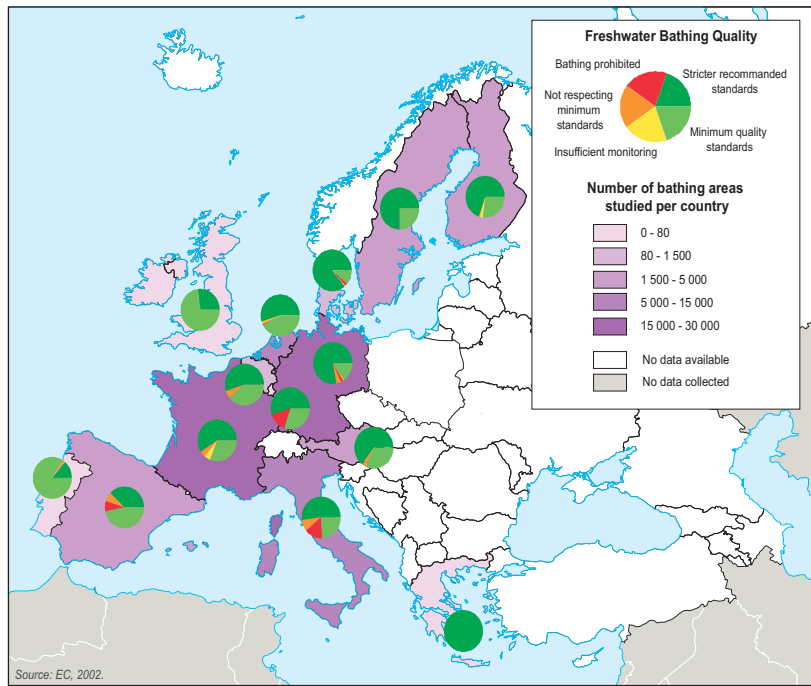 Freshwater Bathing Quality
Bathing prohibited
Stricter recommanded
standards
Not respecting
minimum
standards
Minimum quality
standards
Insufficient monitoring
Number of bathing areas
studied per country
0 - 80
80 - 1 500
1 500 - 5 000
5 000 - 15 000
15 000 - 30 000
No data available
No data collected
Source: EC, 2002.